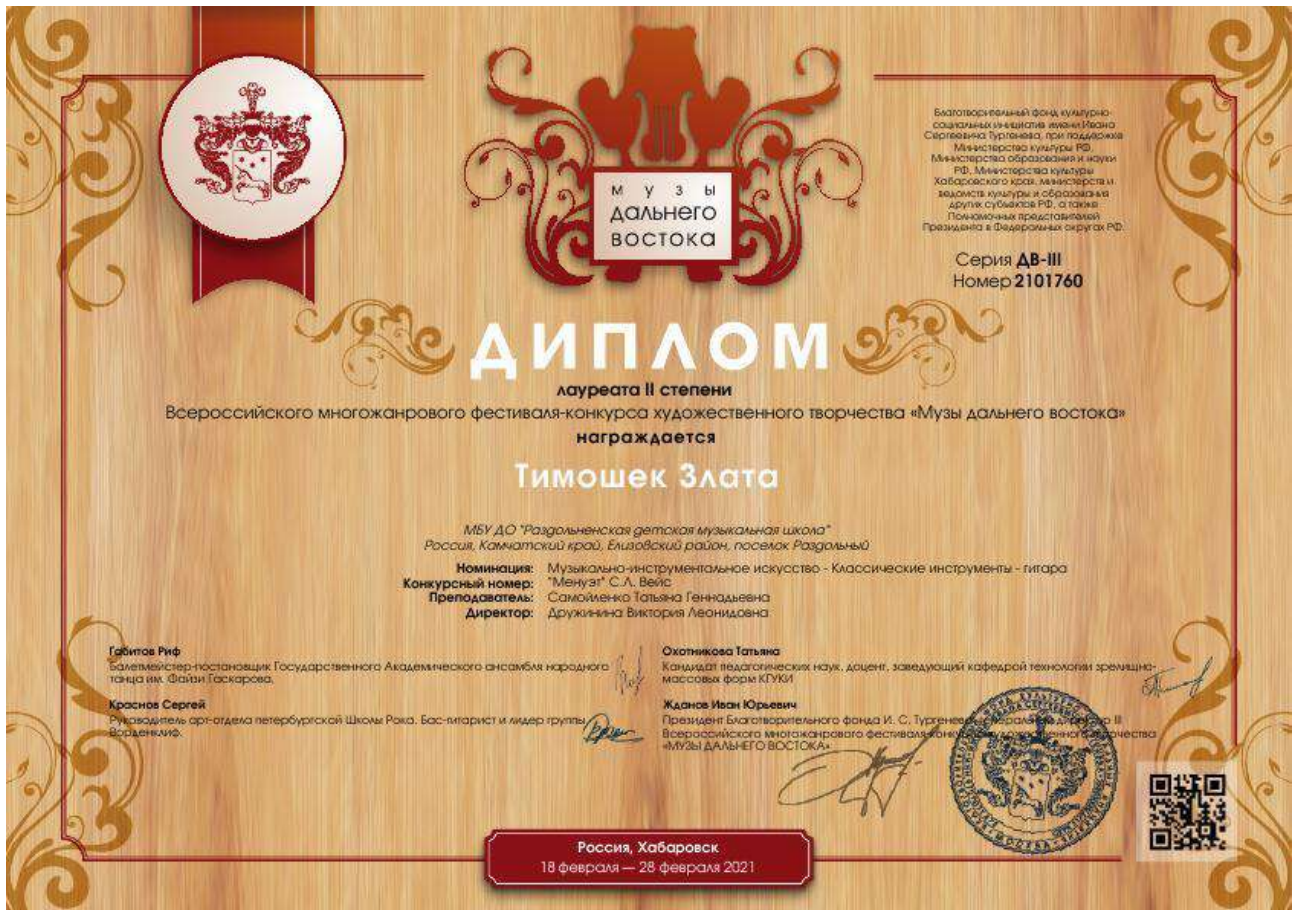 музы
дальнего
востока
Благотворительный фонд культурно-
социальных инициатив имени Ивана
Сергеевича Тургенева, при поддержке
Министерства культуры РФ,
Министерства образования и науки
РФ, Министерства культуры
Хабаровского края, министерств и
ведомств культуры и образования
других субъектов РФ, а также
Полномочных представителей
Президента в Федеральных округах РФ.
Серия ДВ-III
Номер 2101760
ДИПЛОМ
лауреата II степени
Всероссийского многожанрового фестиваля-конкурса художественного творчества «Музы дальнего востока»
награждается
Тимошек Злата
МБУ ДО "Раздольненская детская музыкальная школа"
Россия, Камчатский край, Елизовский район, поселок Раздольный
Номинация: Музыкально-инструментальное искусство - Классические инструменты - гитара
Конкурсный номер: "Менуэт" С.Л. Вейс
Преподаватель: Самойленко Татьяна Геннадьевна
Директор: Дружинина Виктория Леонидовна
Габитов Риф
Балетмейстер-постановщик Государственного Академического ансамбля народного
танца им. Файзи Гаскарова.
Краснов Сергей
Руководитель арт-отдела петербургской Школы Рока. Бас-гитарист и лидер группы
Ворденклиф.
Охотникова Татьяна
Кандидат педагогических наук, доцент, заведующий кафедрой технологии зрелищно-
массовых форм КГУКИ
Жданов Иван Юрьевич
Президент Благотворительного фонда И. С. Тургенева, генеральный директор III
Всероссийского многожанрового фестиваля-конкурса художественного творчества
«МУЗЫ ДАЛЬНЕГО ВОСТОКА»
МОСКВА
Россия, Хабаровск
18 февраля — 28 февраля 2021